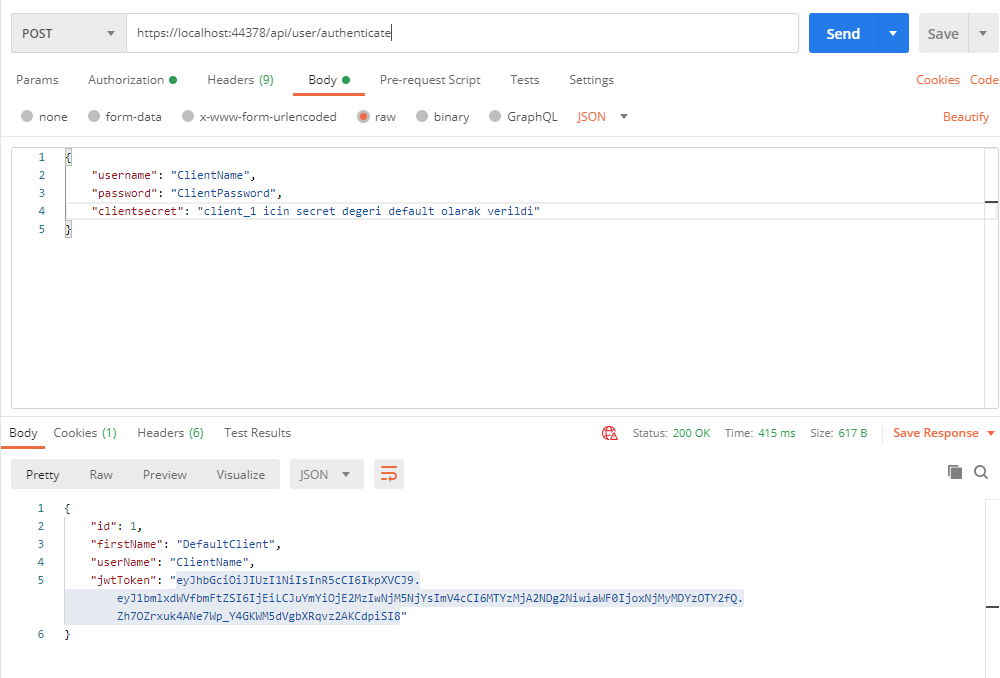 POST https://localhost:44378/api/user/authenticate Send Save
Params Authorization Headers (9) Body Pre-request Script Tests Settings Cookies Code
none form-data x-www-form-urlencoded raw binary GraphQL JSON Beautify
1 {
2 "username": "ClientName",
3 "password": "ClientPassword",
4 "clientsecret": "client_1 icin secret degeri default olarak verildi"
5 }
Body Cookies (1) Headers (6) Test Results Status: 200 OK Time: 415 ms Size: 617 B Save Response
Pretty Raw Preview Visualize JSON
1 {
2 "id": 1,
3 "firstName": "DefaultClient",
4 "userName": "ClientName",
5 "jwtToken": "eyJhbGciOiJIUzI1NiIsInR5cCI6IkpXVCJ9.
eyJ1bmlxdWVfbmFtZSI6IjEiLCJuYmYiOjE2MzIwNjM5NjYsImV4cCI6MTYzMjA2NDg2NiwiaWF0IjoxNjMyMDYzOTY2fQ.
Zh7OZrxuk4ANe7Wp_Y4GKWM5dVgbXRqvz2AKCdpiSI8"
6 }